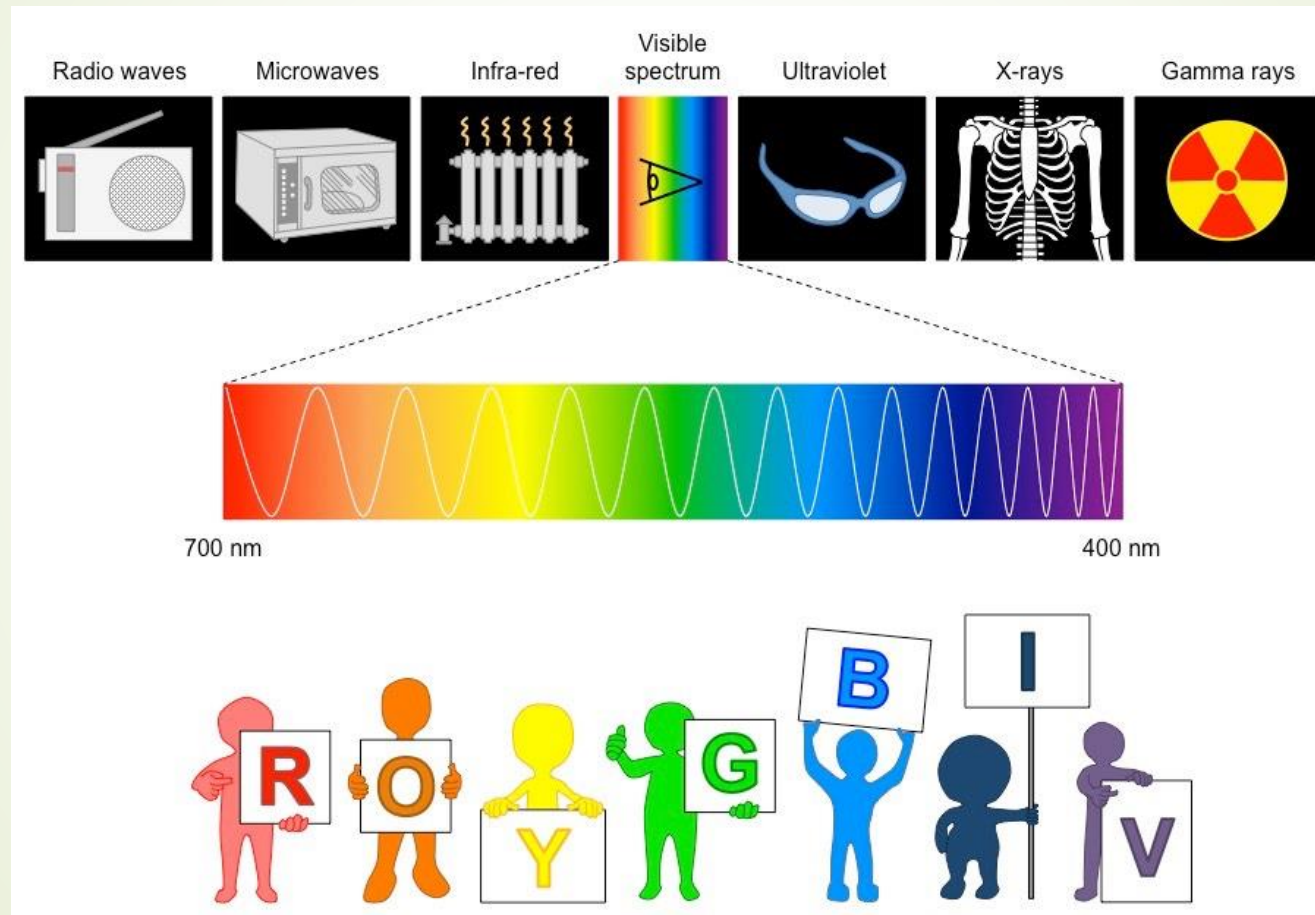 Radio waves
Microwaves
Infra-red
Visible
spectrum
Ultraviolet
X-rays
Gamma rays
700 nm
400 nm
R O Y G B I V